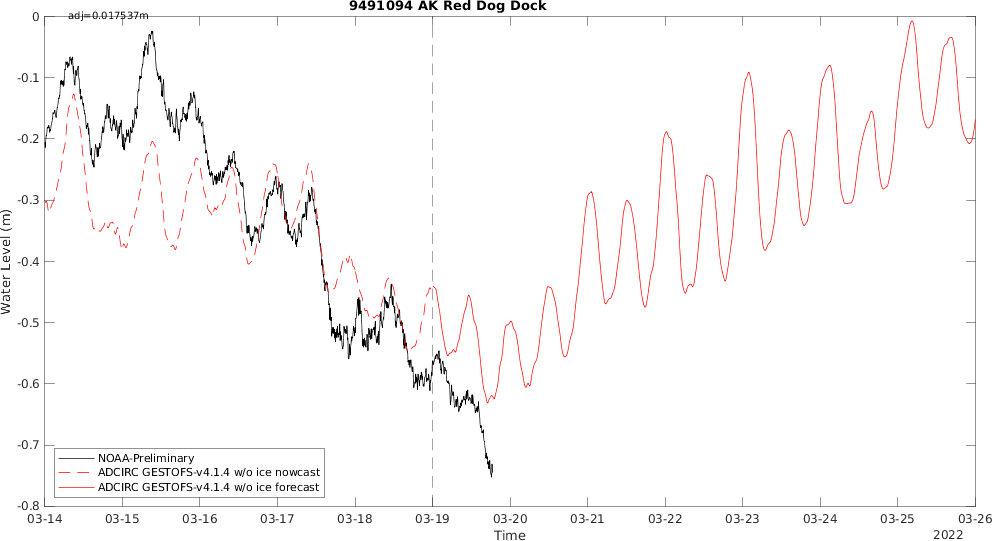 9491094 AK Red Dog Dock
adj=0.017537m
0
-0.1
-0.2
-0.3
-0.4
-0.5
-0.6
-0.7
-0.8
Water Level (m)
NOAA-Preliminary
ADCIRC GESTOFS-v4.1.4 w/o ice nowcast
ADCIRC GESTOFS-v4.1.4 w/o ice forecast
03-14 03-15 03-16 03-17 03-18 03-19 03-20 03-21 03-22 03-23 03-24 03-25 03-26
Time
2022